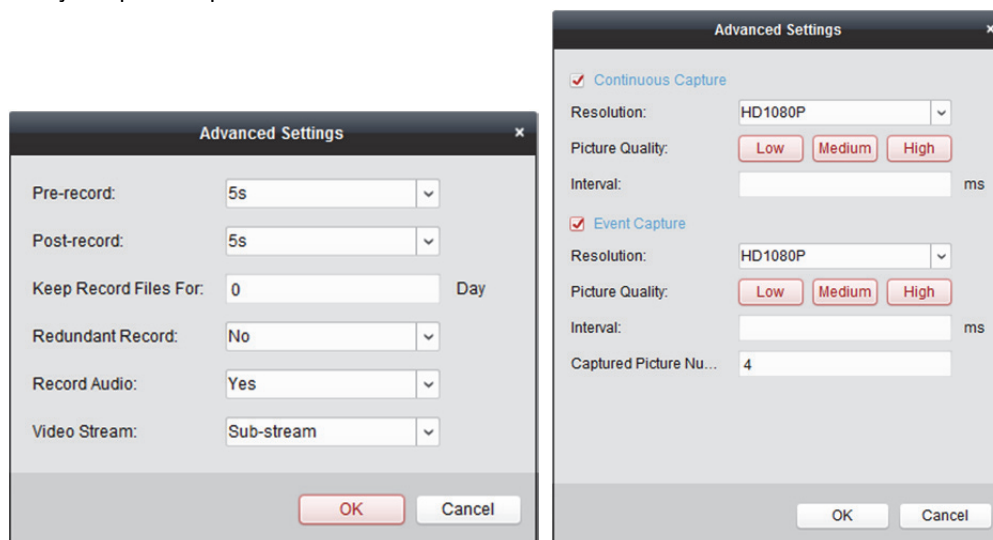 Advanced Settings ×
Pre-record: 5s
Post-record: 5s
Keep Record Files For: 0 Day
Redundant Record: No
Record Audio: Yes
Video Stream: Sub-stream
OK Cancel
Advanced Settings ×
Continuous Capture
Resolution: HD1080P
Picture Quality: Low Medium High
Interval: ms
Event Capture
Resolution: HD1080P
Picture Quality: Low Medium High
Interval: ms
Captured Picture Nu... 4
OK Cancel